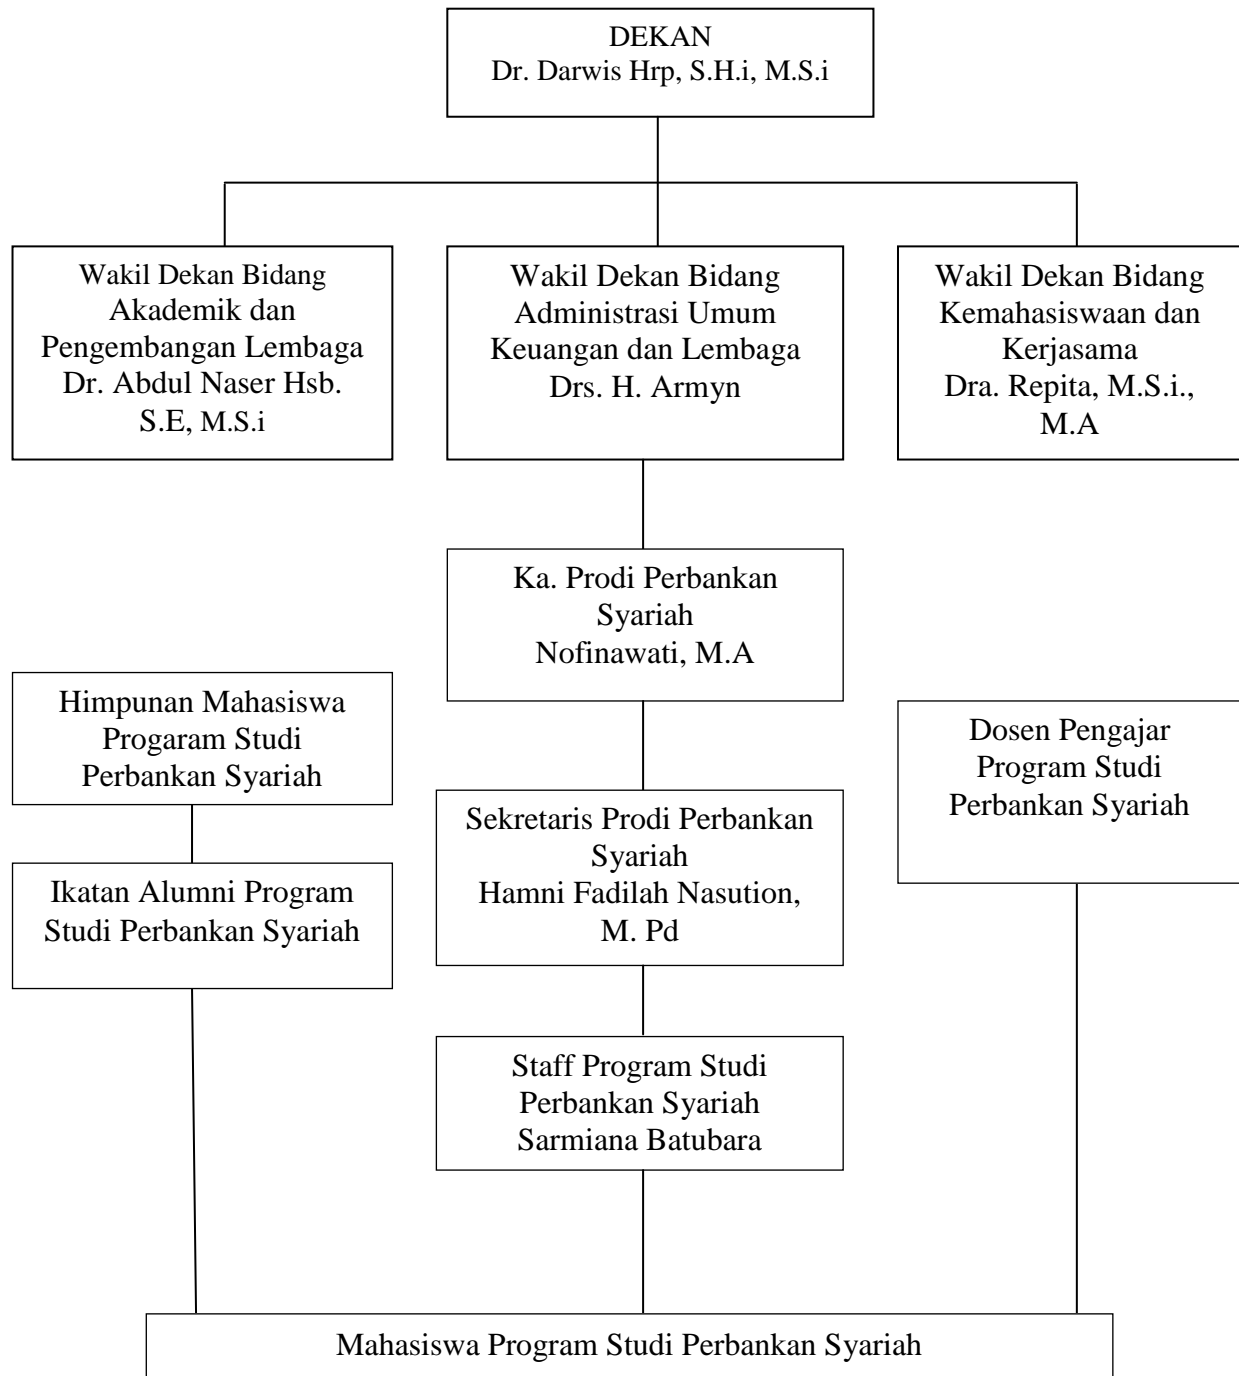 DEKAN
Dr. Darwis Hrp, S.H.i, M.S.i
Wakil Dekan Bidang
Akademik dan
Pengembangan Lembaga
Dr. Abdul Naser Hsb.
S.E, M.S.i
Wakil Dekan Bidang
Administrasi Umum
Keuangan dan Lembaga
Drs. H. Armyn
Wakil Dekan Bidang
Kemahasiswaan dan
Kerjasama
Dra. Repita, M.S.i.,
M.A
Ka. Prodi Perbankan
Syariah
Nofinawati, M.A
Himpunan Mahasiswa
Progaram Studi
Perbankan Syariah
Dosen Pengajar
Program Studi
Perbankan Syariah
Sekretaris Prodi Perbankan
Syariah
Hamni Fadilah Nasution,
M. Pd
Ikatan Alumni Program
Studi Perbankan Syariah
Staff Program Studi
Perbankan Syariah
Sarmiana Batubara
Mahasiswa Program Studi Perbankan Syariah